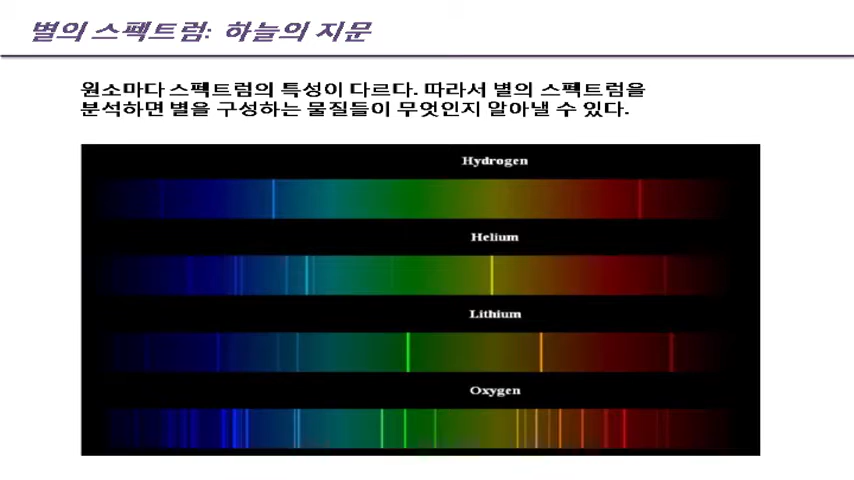 별의 스펙트럼: 하늘의 지문
원소마다 스펙트럼의 특성이 다르다. 따라서 별의 스펙트럼을
분석하면 별을 구성하는 물질들이 무엇인지 알아낼 수 있다.
Hydrogen
Helium
Lithium
Oxygen